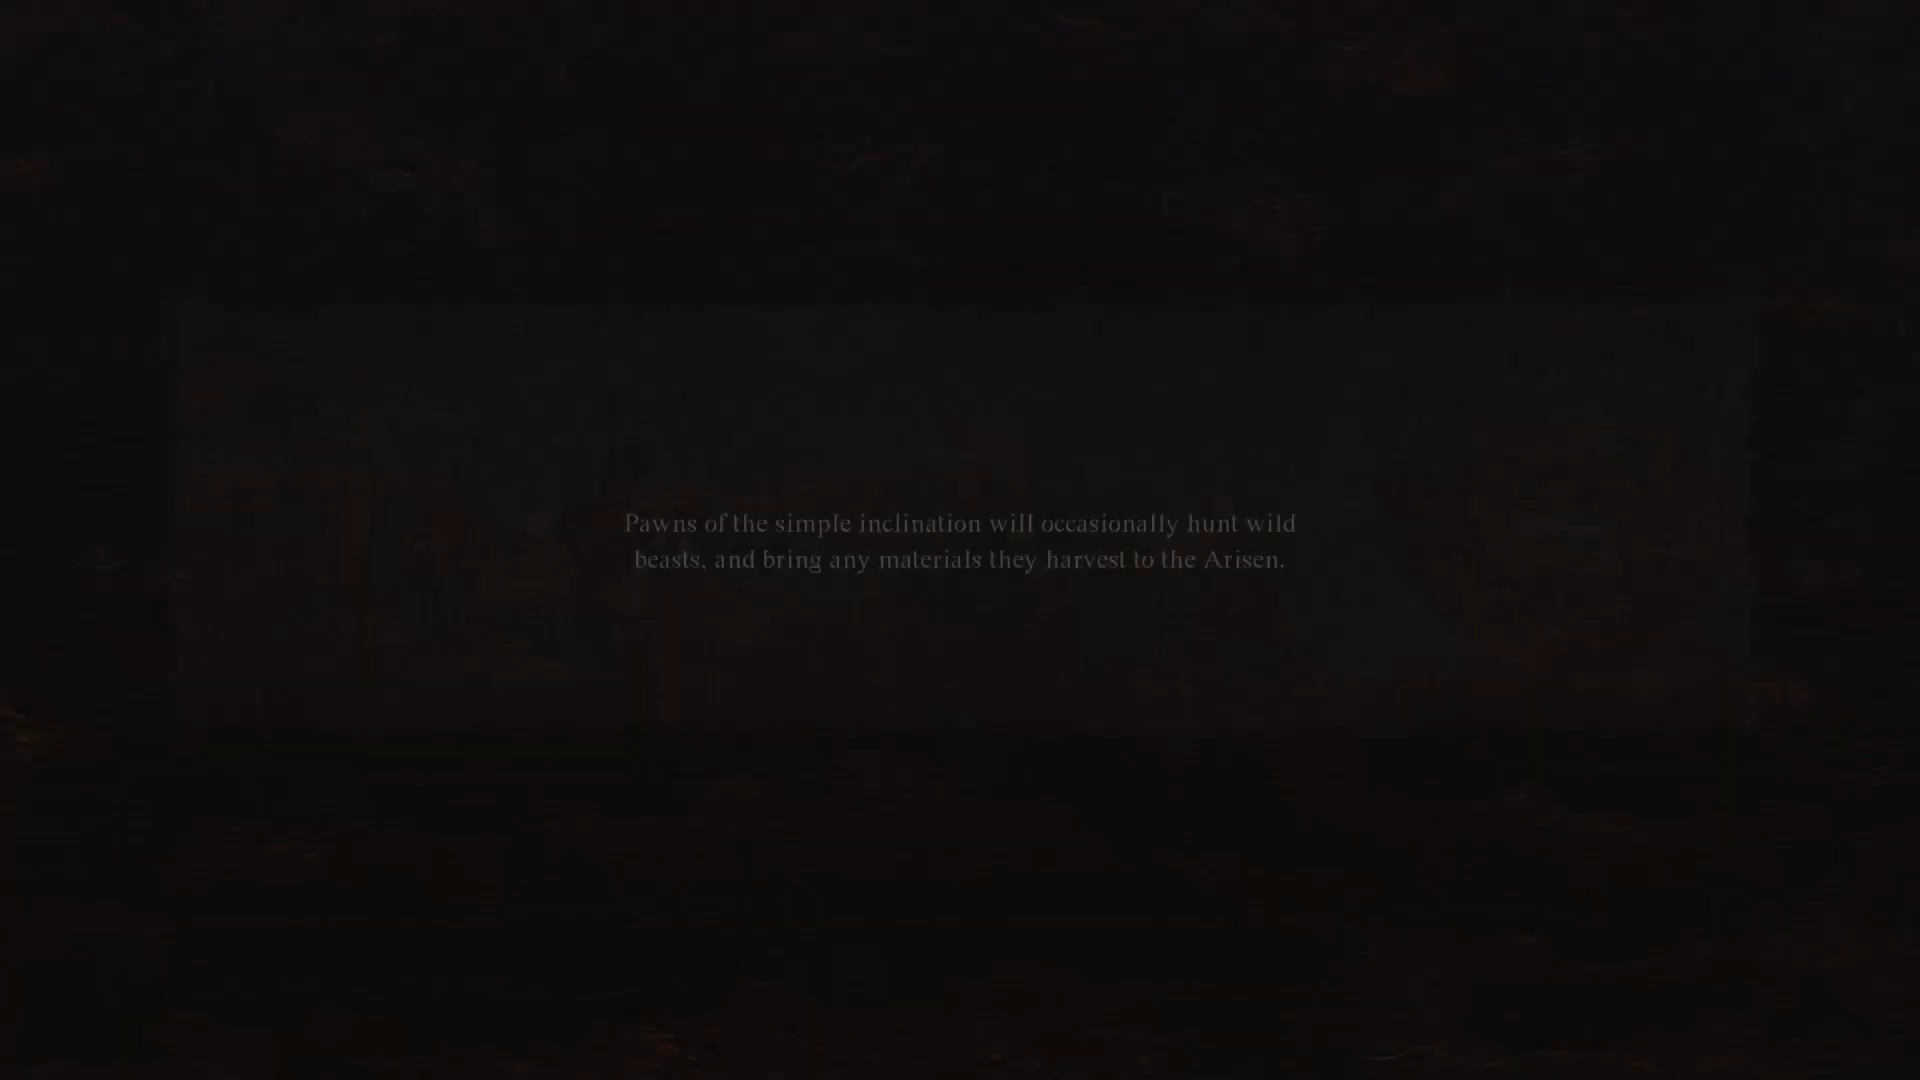 Pawns of the simple inclination will occasionally hunt wild
beasts, and bring any materials they harvest to the Arisen.